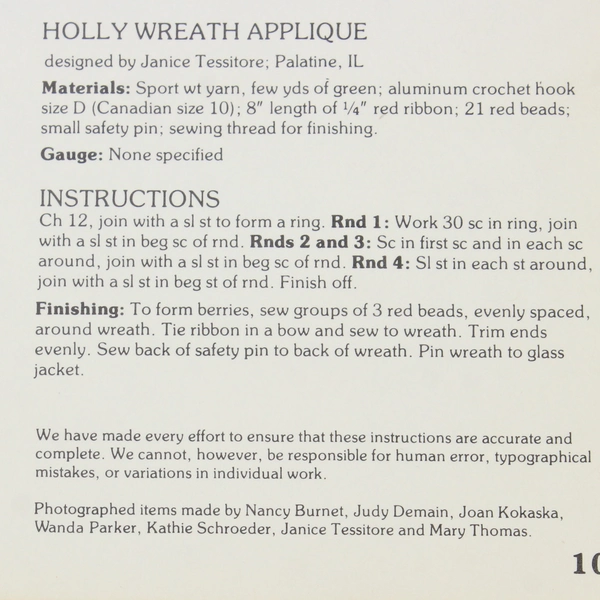 HOLLY WREATH APPLIQUE
designed by Janice Tessitore; Palatine, IL
Materials: Sport wt yarn, few yds of green; aluminum crochet hook
size D (Canadian size 10); 8" length of ¼" red ribbon; 21 red beads;
small safety pin; sewing thread for finishing.
Gauge: None specified
INSTRUCTIONS
Ch 12, join with a sl st to form a ring. Rnd 1: Work 30 sc in ring, join
with a sl st in beg sc of rnd. Rnds 2 and 3: Sc in first sc and in each sc
around, join with a sl st in beg sc of rnd. Rnd 4: Sl st in each st around,
join with a sl st in beg st of rnd. Finish off.
Finishing: To form berries, sew groups of 3 red beads, evenly spaced,
around wreath. Tie ribbon in a bow and sew to wreath. Trim ends
evenly. Sew back of safety pin to back of wreath. Pin wreath to glass
jacket.
We have made every effort to ensure that these instructions are accurate and
complete. We cannot, however, be responsible for human error, typographical
mistakes, or variations in individual work.
Photographed items made by Nancy Burnet, Judy Demain, Joan Kokaska,
Wanda Parker, Kathie Schroeder, Janice Tessitore and Mary Thomas.